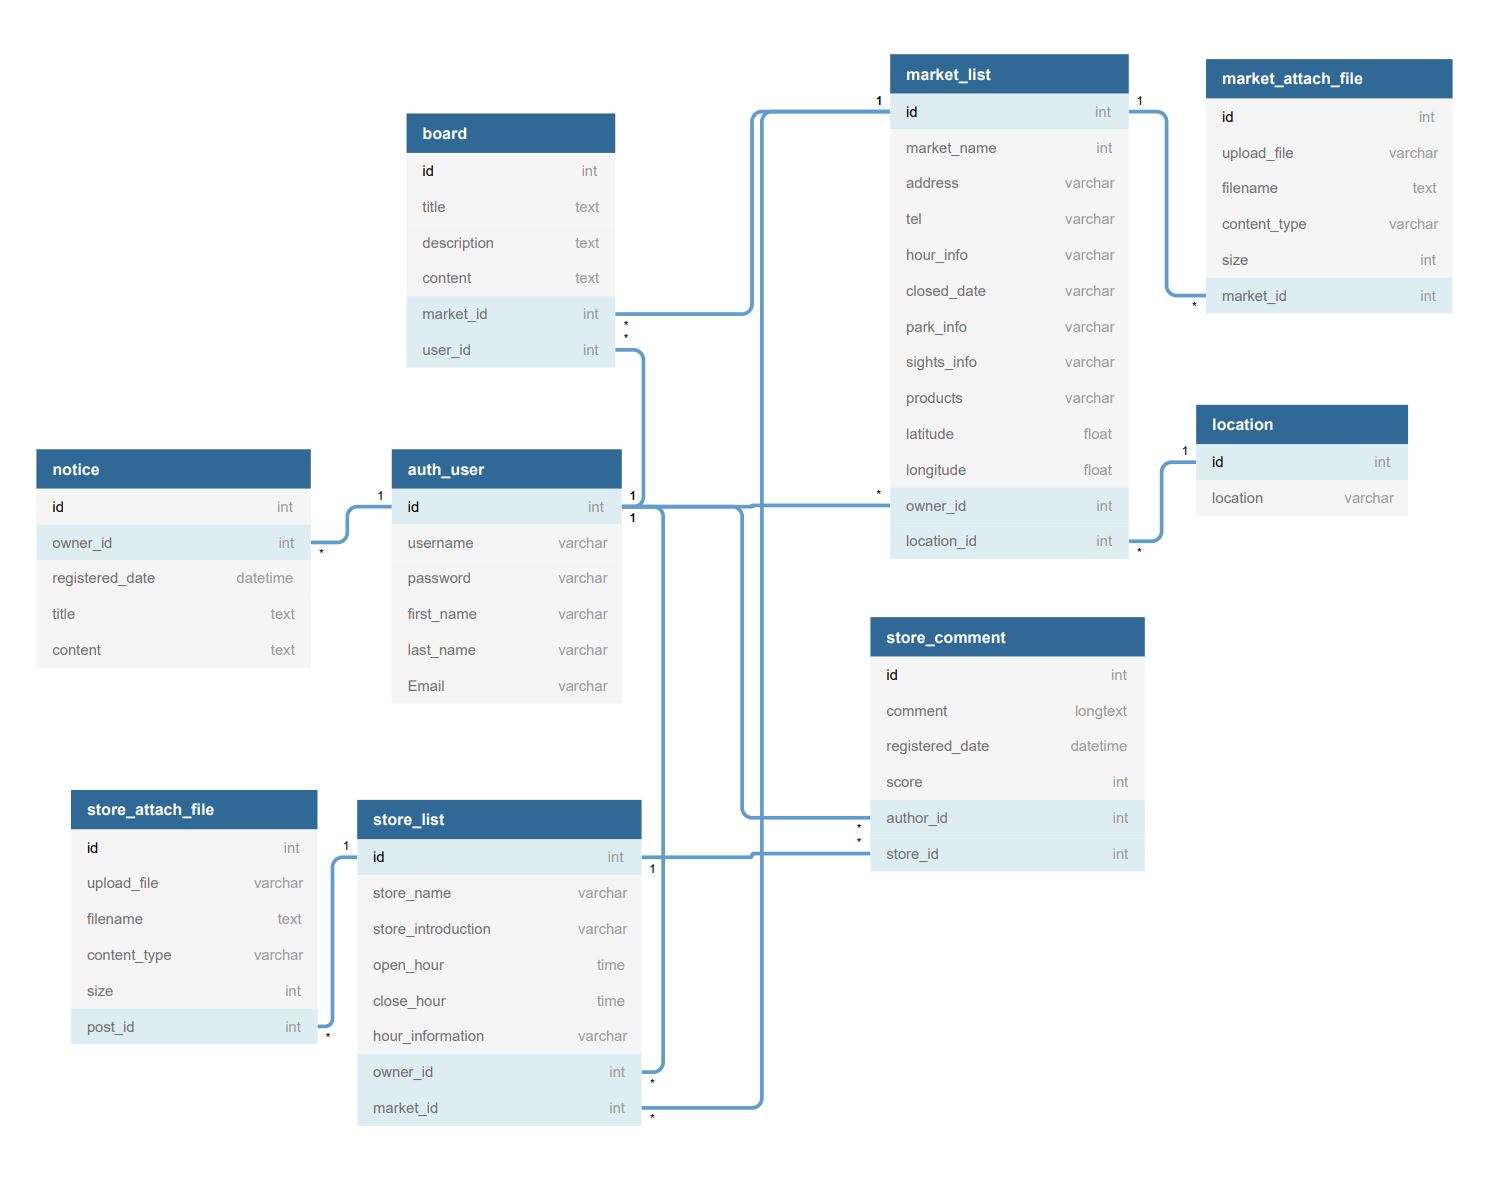 market_list
1 id int 1
market_name int
address varchar
tel varchar
hour_info varchar
closed_date varchar
park_info varchar
sights_info varchar
products varchar
latitude float
longitude float
* owner_id int
location_id int *
market_attach_file
id int
upload_file varchar
filename text
content_type varchar
size int
market_id int
*
board
id int
title text
description text
content text
market_id int *
user_id int *
location
1 id int
location varchar
notice
id int
owner_id int *
registered_date datetime
title text
content text
auth_user
1 id int 1
1
username varchar
password varchar
first_name varchar
last_name varchar
Email varchar
store_comment
id int
comment longtext
registered_date datetime
score int
* author_id int
* store_id int
store_attach_file
id int
upload_file varchar
filename text
content_type varchar
size int
post_id int *
store_list
1 id int 1
store_name varchar
store_introduction varchar
open_hour time
close_hour time
hour_information varchar
owner_id int *
market_id int *